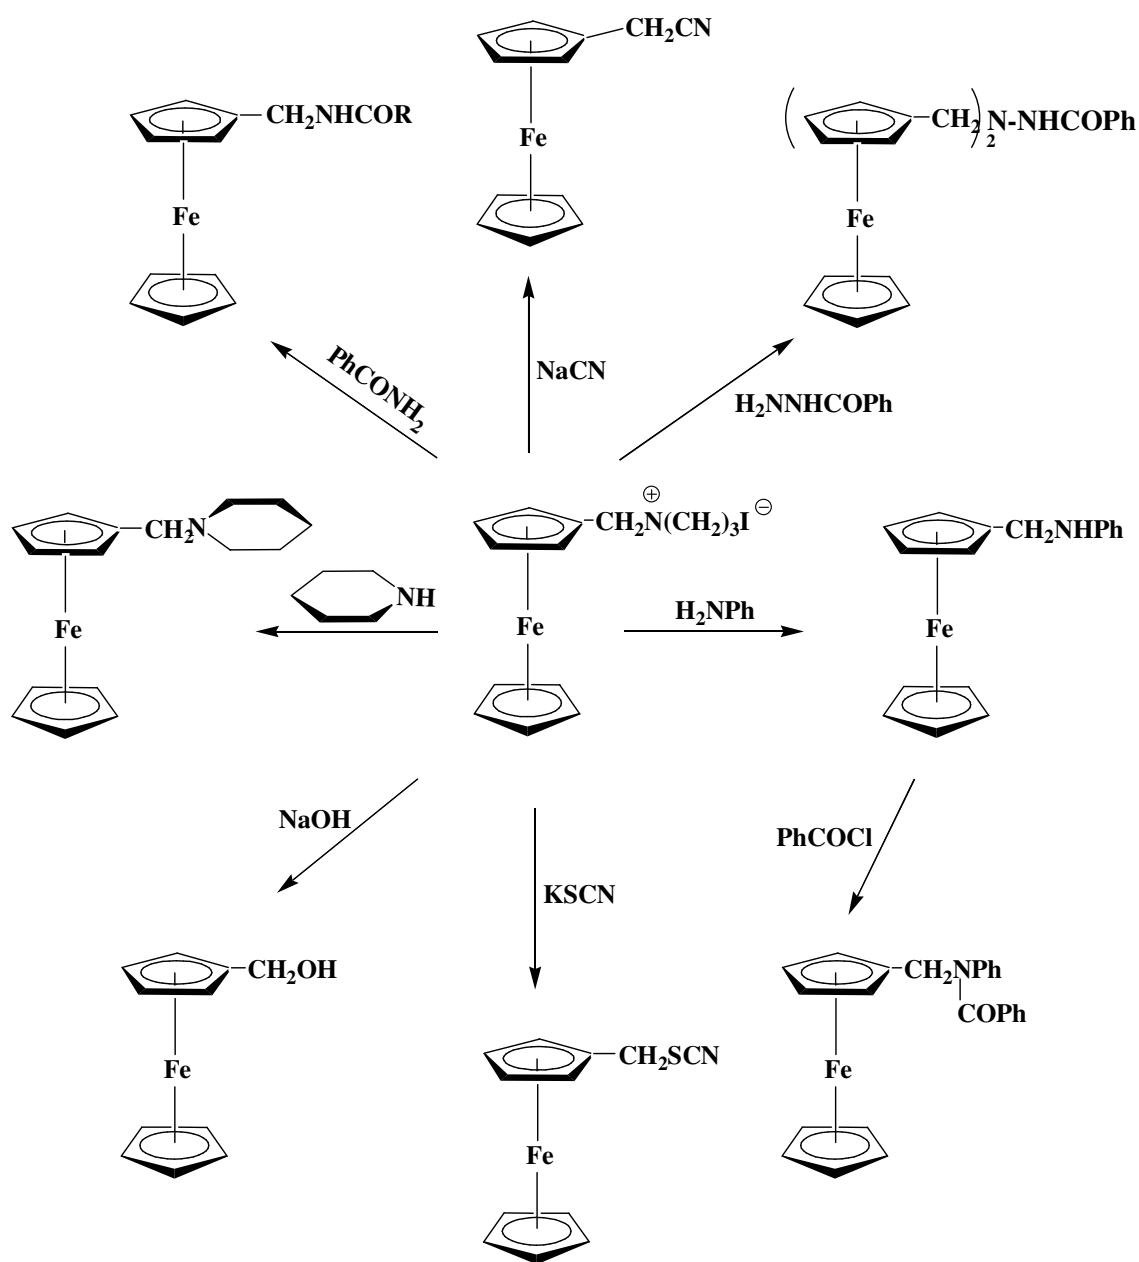 CH₂CN
CH₂NHCOR
CH₂)₂N-NHCOPh
Fe
Fe
Fe
PhCONH₂
NaCN
H₂NNHCOPh
CH₂N
CH₂N(CH₂)₃I
⊕
⊖
CH₂NHPh
NH
H₂NPh
Fe
Fe
Fe
NaOH
KSCN
PhCOCl
CH₂OH
CH₂NPh
COPh
CH₂SCN
Fe
Fe
Fe